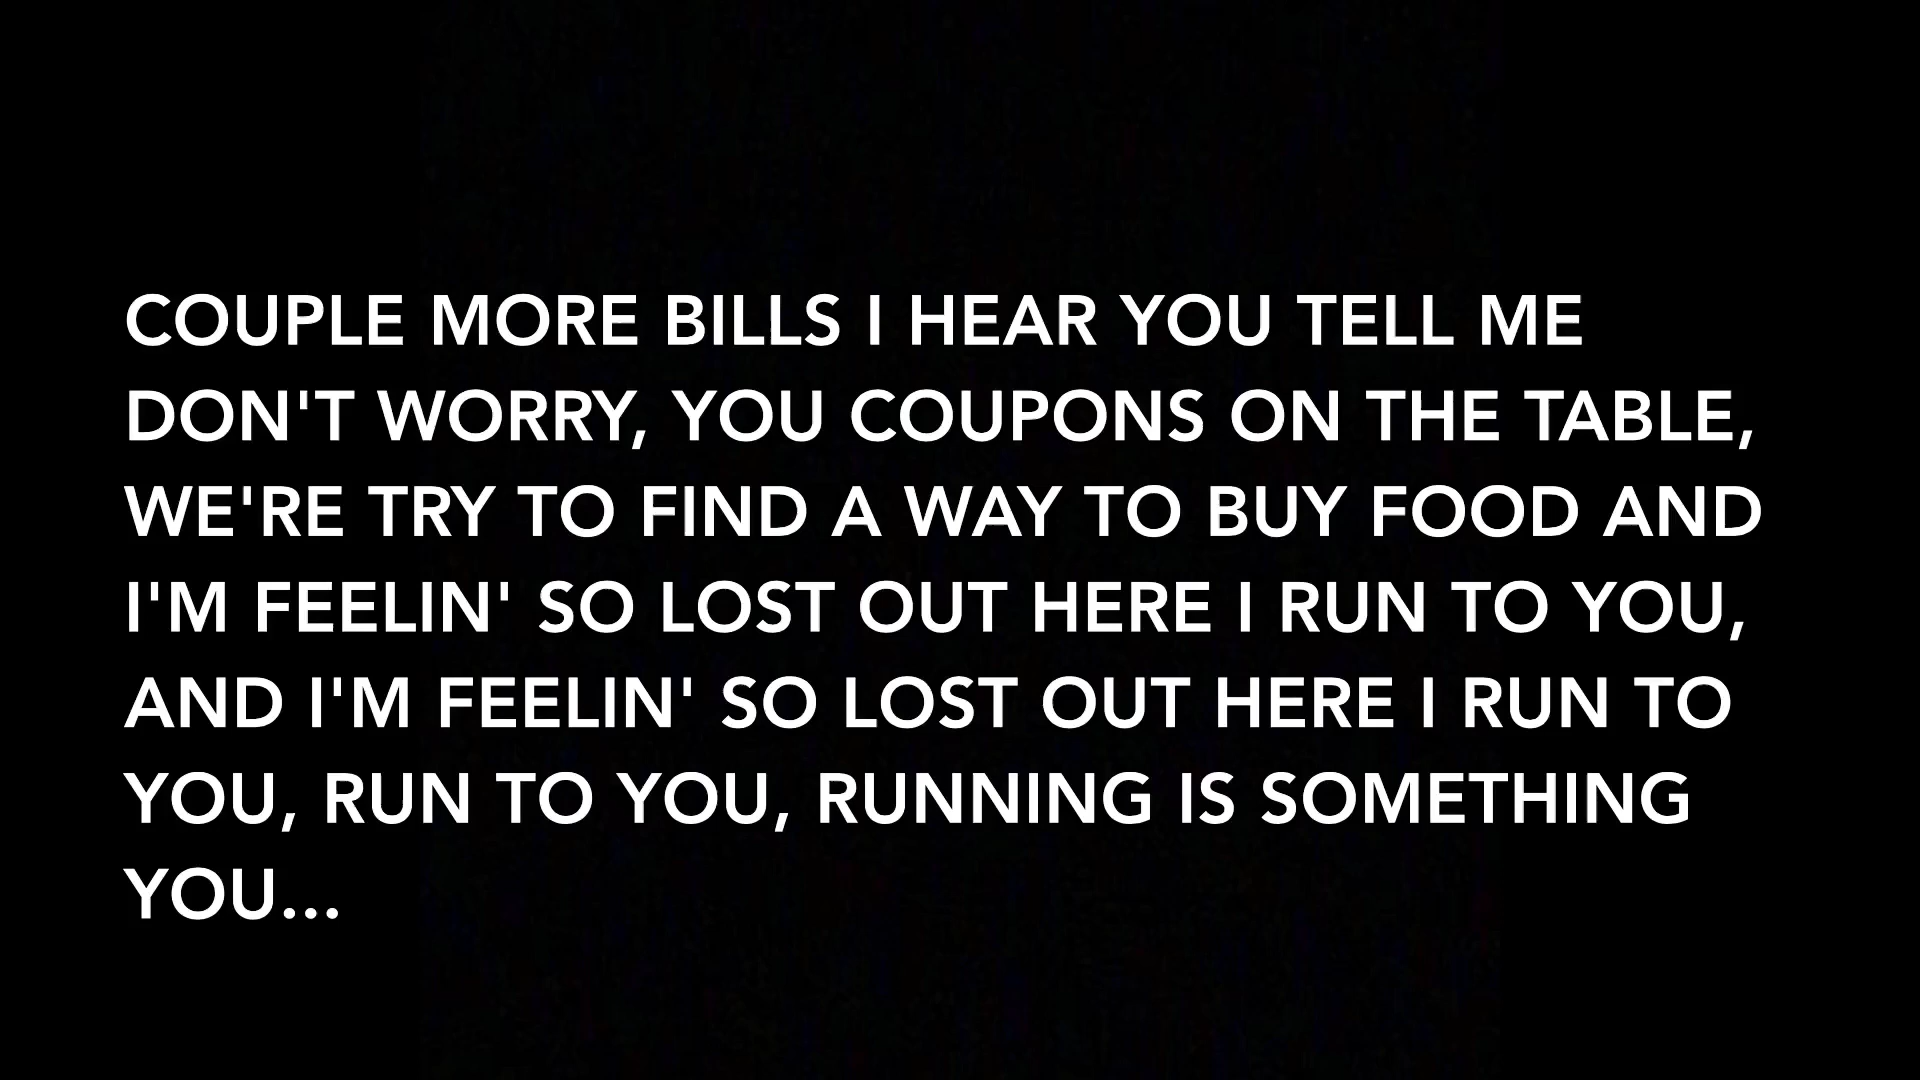 COUPLE MORE BILLS I HEAR YOU TELL ME
DON'T WORRY, YOU COUPONS ON THE TABLE,
WE'RE TRY TO FIND A WAY TO BUY FOOD AND
I'M FEELIN' SO LOST OUT HERE I RUN TO YOU,
AND I'M FEELIN' SO LOST OUT HERE I RUN TO
YOU, RUN TO YOU, RUNNING IS SOMETHING
YOU...